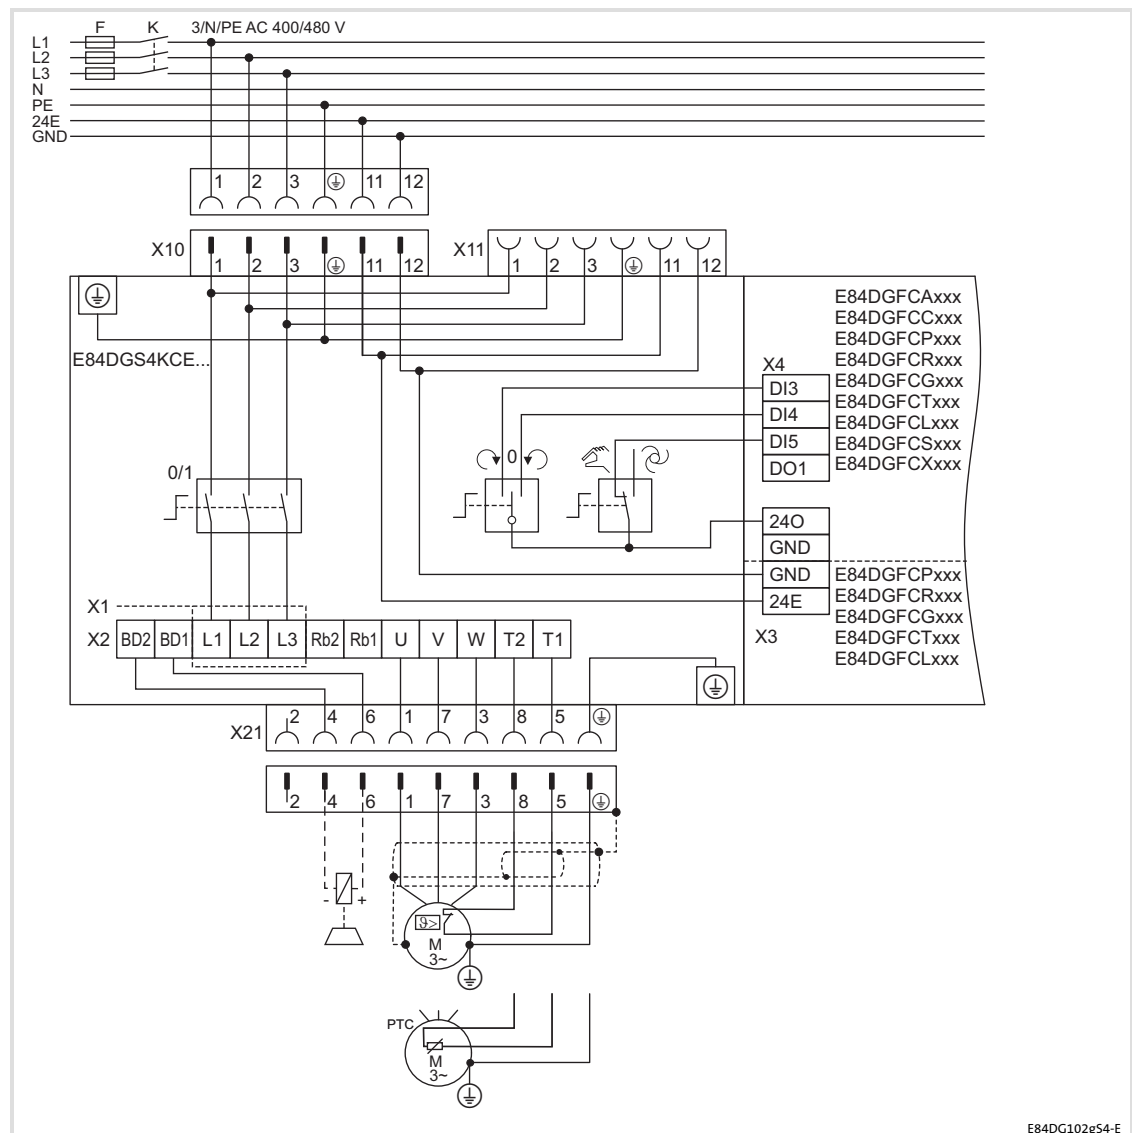 F K 3/N/PE AC 400/480 V
L1
L2
L3
N
PE
24E
GND
1 2 3 11 12
X10 X11
1 2 3 11 12 1 2 3 11 12
E84DGFCAxxx
E84DGFCCxxx
E84DGFCPxxx
E84DGFCRxxx
E84DGFCGxxx
E84DGFCTxxx
E84DGFCLxxx
E84DGFCSxxx
E84DGFCXxxx
E84DGS4KCE...
X4
DI3
DI4
DI5
DO1
0/1
0
24O
GND
GND
24E
X3
E84DGFCPxxx
E84DGFCRxxx
E84DGFCGxxx
E84DGFCTxxx
E84DGFCLxxx
X1
X2 BD2 BD1 L1 L2 L3 Rb2 Rb1 U V W T2 T1
X21 2 4 6 1 7 3 8 5
2 4 6 1 7 3 8 5
- +
ϑ>
M
3~
PTC
M
3~
E84DG102gS4-E